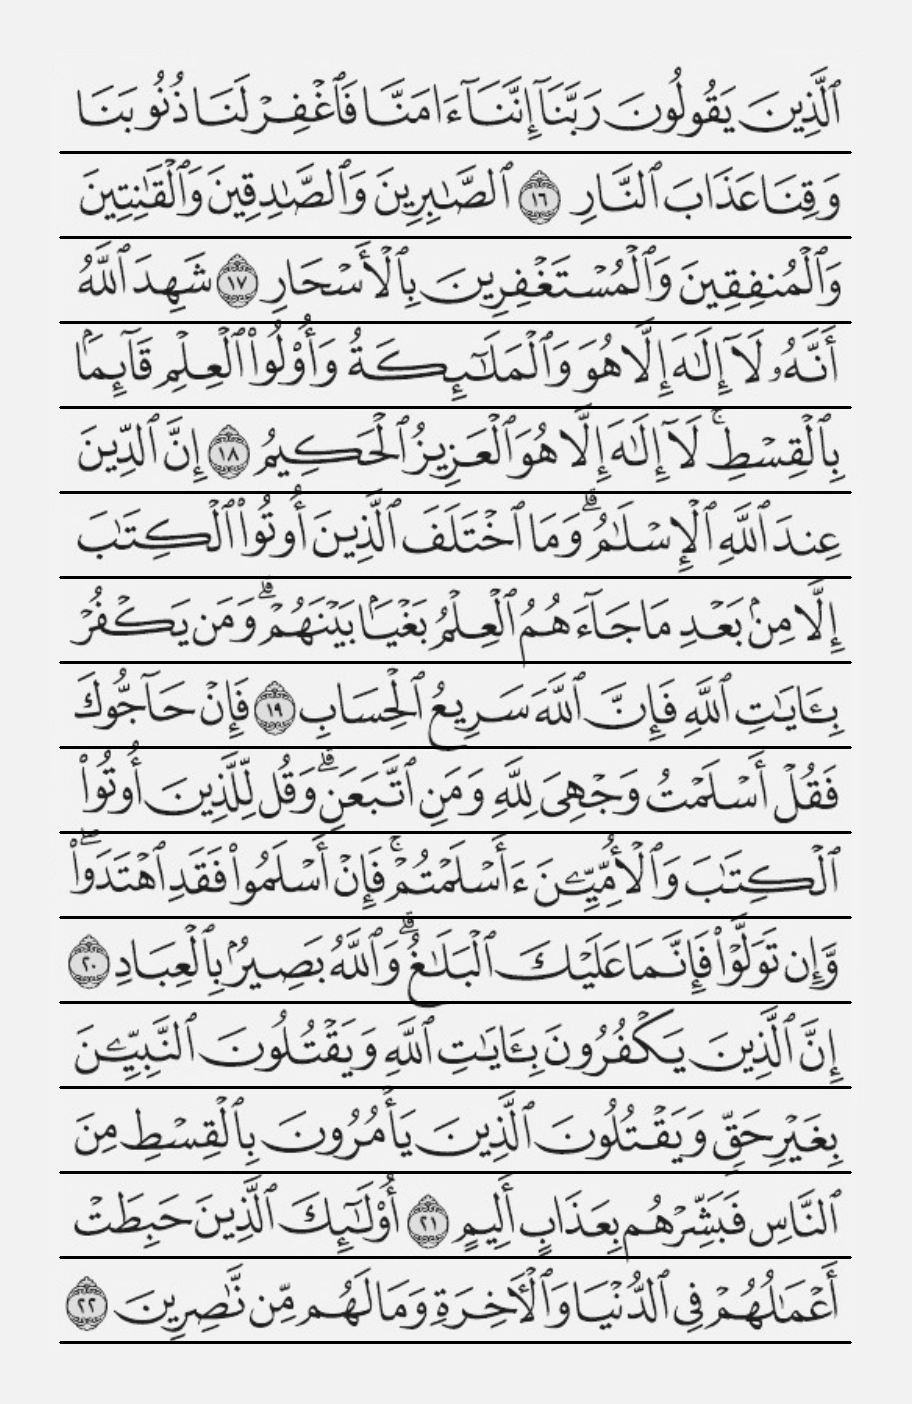 ٱلَّذِينَ يَقُولُونَ رَبَّنَآ إِنَّنَآ ءَامَنَّا فَٱغْفِرْ لَنَا ذُنُوبَنَا
وَقِنَا عَذَابَ ٱلنَّارِ ١٦ ٱلصَّٰبِرِينَ وَٱلصَّٰدِقِينَ وَٱلْقَٰنِتِينَ
وَٱلْمُنفِقِينَ وَٱلْمُسْتَغْفِرِينَ بِٱلْأَسْحَارِ ١٧ شَهِدَ ٱللَّهُ
أَنَّهُۥ لَآ إِلَٰهَ إِلَّا هُوَ وَٱلْمَلَٰٓئِكَةُ وَأُو۟لُوا۟ ٱلْعِلْمِ قَآئِمًۢا
بِٱلْقِسْطِ ۚ لَآ إِلَٰهَ إِلَّا هُوَ ٱلْعَزِيزُ ٱلْحَكِيمُ ١٨ إِنَّ ٱلدِّينَ
عِندَ ٱللَّهِ ٱلْإِسْلَٰمُ ۗ وَمَا ٱخْتَلَفَ ٱلَّذِينَ أُوتُوا۟ ٱلْكِتَٰبَ
إِلَّا مِنۢ بَعْدِ مَا جَآءَهُمُ ٱلْعِلْمُ بَغْيًۢا بَيْنَهُمْ ۗ وَمَن يَكْفُرْ
بِـَٔايَٰتِ ٱللَّهِ فَإِنَّ ٱللَّهَ سَرِيعُ ٱلْحِسَابِ ١٩ فَإِنْ حَآجُّوكَ
فَقُلْ أَسْلَمْتُ وَجْهِىَ لِلَّهِ وَمَنِ ٱتَّبَعَنِ ۗ وَقُل لِّلَّذِينَ أُوتُوا۟
ٱلْكِتَٰبَ وَٱلْأُمِّيِّـۧنَ ءَأَسْلَمْتُمْ ۚ فَإِنْ أَسْلَمُوا۟ فَقَدِ ٱهْتَدَوا۟ ۖ
وَّإِن تَوَلَّوْا۟ فَإِنَّمَا عَلَيْكَ ٱلْبَلَٰغُ ۗ وَٱللَّهُ بَصِيرٌۢ بِٱلْعِبَادِ ٢٠
إِنَّ ٱلَّذِينَ يَكْفُرُونَ بِـَٔايَٰتِ ٱللَّهِ وَيَقْتُلُونَ ٱلنَّبِيِّـۧنَ
بِغَيْرِ حَقٍّ وَيَقْتُلُونَ ٱلَّذِينَ يَأْمُرُونَ بِٱلْقِسْطِ مِنَ
ٱلنَّاسِ فَبَشِّرْهُم بِعَذَابٍ أَلِيمٍ ٢١ أُو۟لَٰٓئِكَ ٱلَّذِينَ حَبِطَتْ
أَعْمَٰلُهُمْ فِى ٱلدُّنْيَا وَٱلْـَٔاخِرَةِ وَمَا لَهُم مِّن نَّٰصِرِينَ ٢٢